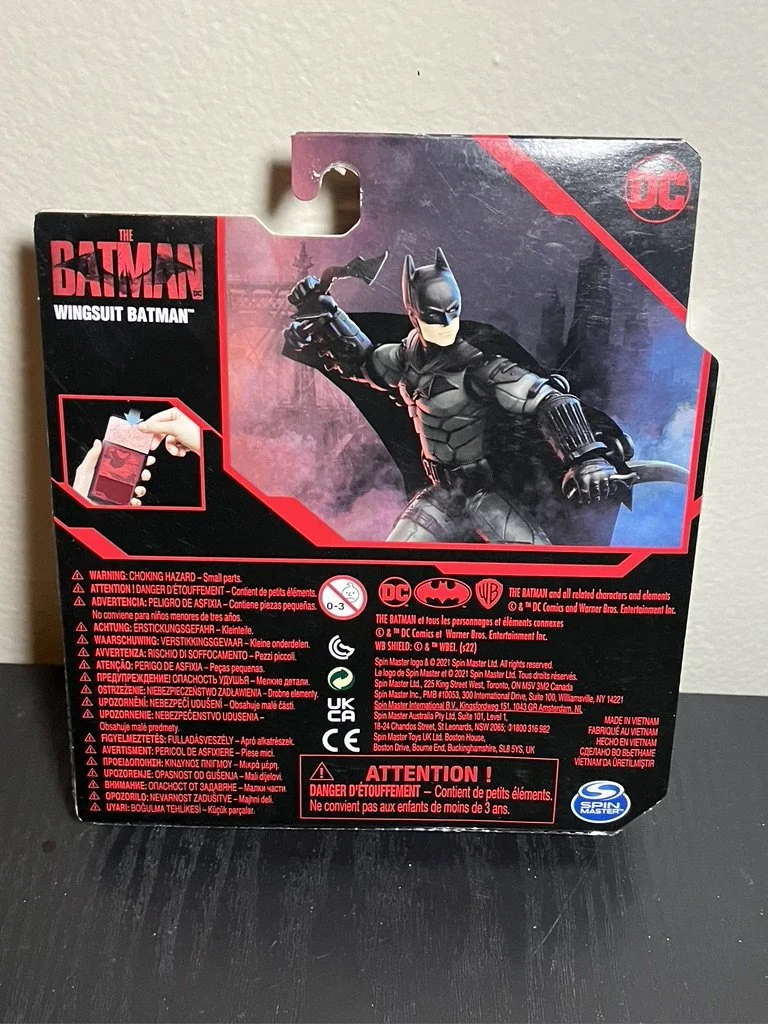 THE
BATMAN
WINGSUIT BATMAN™
DC
⚠ WARNING: CHOKING HAZARD – Small parts.
⚠ ATTENTION ! DANGER D'ÉTOUFFEMENT – Contient de petits éléments.
⚠ ADVERTENCIA: PELIGRO DE ASFIXIA – Contiene piezas pequeñas.
No conviene para niños menores de tres años.
⚠ ACHTUNG: ERSTICKUNGSGEFAHR – Kleinteile.
⚠ WAARSCHUWING: VERSTIKKINGSGEVAAR – Kleine onderdelen.
⚠ AVVERTENZA: RISCHIO DI SOFFOCAMENTO – Pezzi piccoli.
⚠ ATENÇÃO: PERIGO DE ASFIXIA – Peças pequenas.
⚠ ПРЕДУПРЕЖДЕНИЕ! ОПАСНОСТЬ УДУШЬЯ – Мелкие детали.
⚠ OSTRZEŻENIE: NIEBEZPIECZEŃSTWO ZADŁAWIENIA – Drobne elementy.
⚠ UPOZORNĚNÍ: NEBEZPEČÍ UDUŠENÍ – Obsahuje malé části.
⚠ UPOZORNENIE: NEBEZPEČENSTVO UDUSENIA –
Obsahuje malé predmety.
⚠ FIGYELMEZTETÉS: FULLADÁSVESZÉLY – Apró alkatrészek.
⚠ AVERTISMENT: PERICOL DE ASFIXIERE – Piese mici.
⚠ ΠΡΟΕΙΔΟΠΟΙΗΣΗ: ΚΙΝΔΥΝΟΣ ΠΝΙΓΜΟΥ – Μικρά μέρη.
⚠ UPOZORENJE: OPASNOST OD GUŠENJA – Mali dijelovi.
⚠ ВНИМАНИЕ: ОПАСНОСТ ОТ ЗАДАВЯНЕ – Малки части.
⚠ OPOZORILO: NEVARNOST ZADUŠITVE – Majhni deli.
⚠ UYARI: BOĞULMA TEHLİKESİ – Küçük parçalar.
0-3
UK
CA
CE
DC
WB
THE BATMAN and all related characters and elements
© & ™ DC Comics and Warner Bros. Entertainment Inc.
THE BATMAN et tous les personnages et éléments connexes
© & ™ DC Comics et Warner Bros. Entertainment Inc.
WB SHIELD: © & ™ WBEI. (s22)
Spin Master logo & © 2021 Spin Master Ltd. All rights reserved.
Le logo de Spin Master et © 2021 Spin Master Ltd. Tous droits réservés.
Spin Master Ltd., 225 King Street West, Toronto, ON M5V 3M2 Canada
Spin Master Inc., PMB #10053, 300 International Drive, Suite 100, Williamsville, NY 14221
Spin Master International B.V., Kingsfordweg 151, 1043 GR Amsterdam, NL
Spin Master Australia Pty Ltd, Suite 101, Level 1,
18-24 Chandos Street, St Leonards, NSW 2065; 01800 316 982
Spin Master Toys UK Ltd. Boston House,
Boston Drive, Bourne End, Buckinghamshire, SL8 5YS, UK
MADE IN VIETNAM
FABRIQUÉ AU VIETNAM
HECHO EN VIETNAM
СДЕЛАНО ВО ВЬЕТНАМЕ
VİETNAM'DA ÜRETİLMİŞTİR
⚠ ATTENTION !
DANGER D'ÉTOUFFEMENT – Contient de petits éléments.
Ne convient pas aux enfants de moins de 3 ans.
SPIN
MASTER™